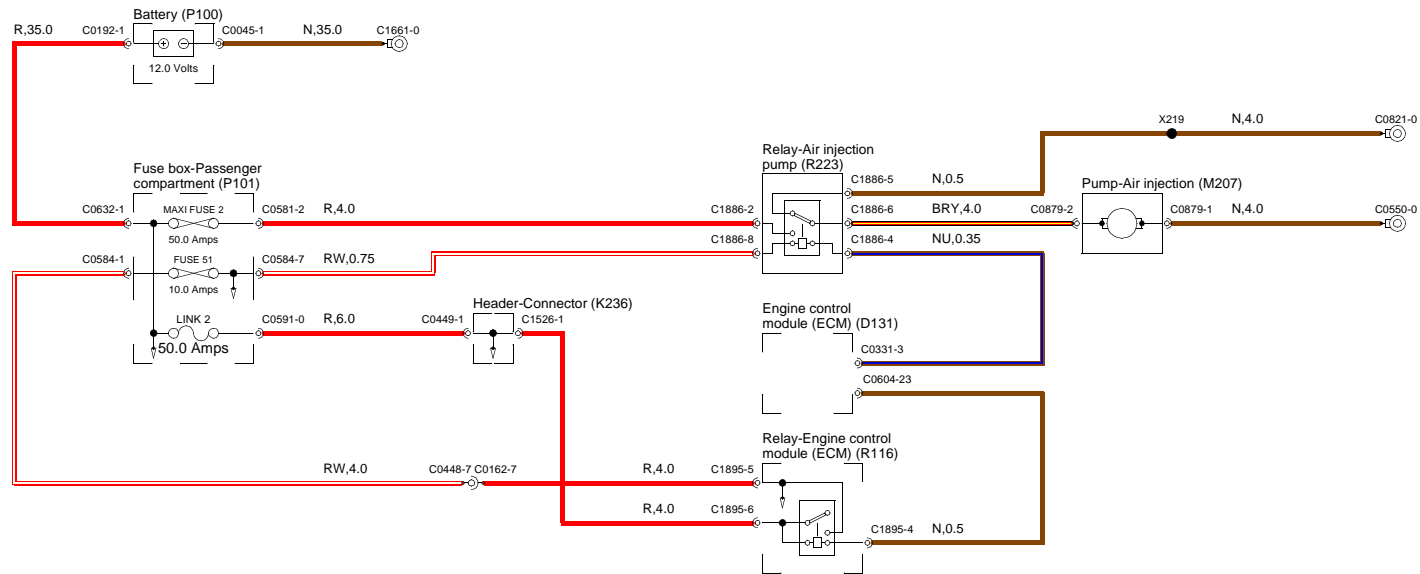 Battery (P100)
R,35.0
C0192-1
C0045-1
N,35.0
C1661-0
12.0 Volts
X219
N,4.0
C0821-0
Relay-Air injection
pump (R223)
Fuse box-Passenger
compartment (P101)
C1886-5
N,0.5
Pump-Air injection (M207)
C0632-1
MAXI FUSE 2
C0581-2
R,4.0
C1886-2
C1886-6
BRY,4.0
C0879-2
C0879-1
N,4.0
C0550-0
50.0 Amps
C1886-8
C1886-4
NU,0.35
C0584-1
FUSE 51
C0584-7
RW,0.75
10.0 Amps
Header-Connector (K236)
Engine control
module (ECM) (D131)
LINK 2
C0591-0
R,6.0
C0449-1
C1526-1
50.0 Amps
C0331-3
C0604-23
Relay-Engine control
module (ECM) (R116)
RW,4.0
C0448-7
C0162-7
R,4.0
C1895-5
R,4.0
C1895-6
C1895-4
N,0.5